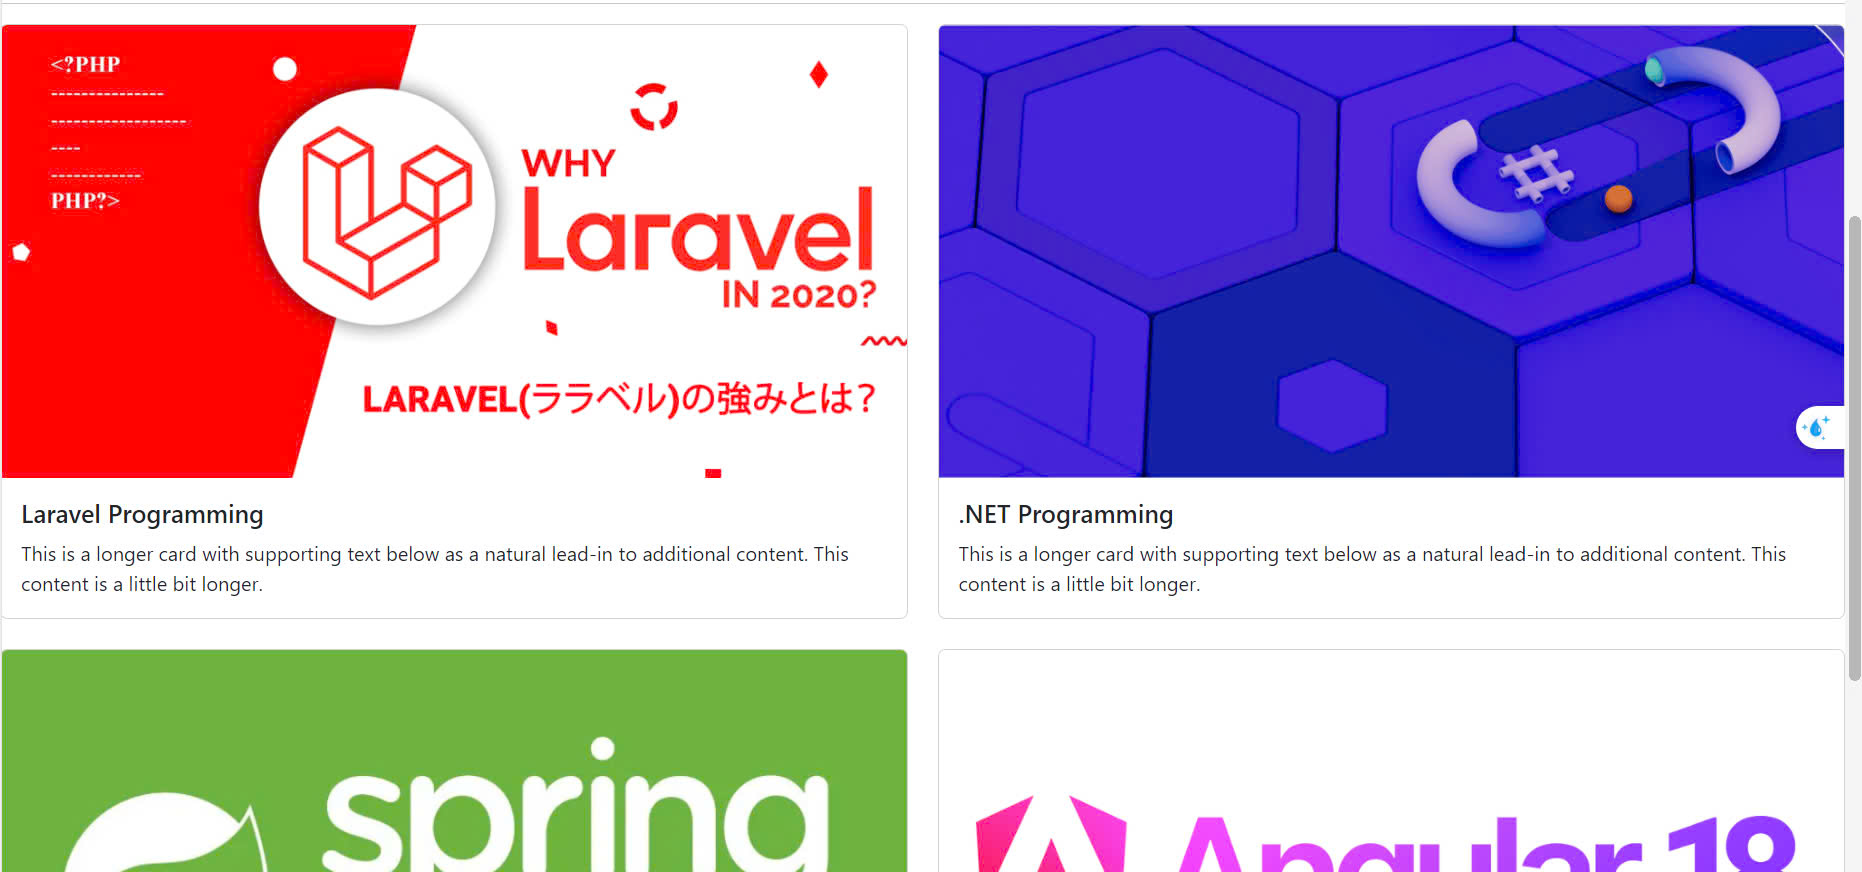 <?PHP
---------------
------------------
----
------------
PHP?>
WHY
Laravel
IN 2020?
LARAVEL(ララベル)の強みとは?
Laravel Programming
This is a longer card with supporting text below as a natural lead-in to additional content. This
content is a little bit longer.
.NET Programming
This is a longer card with supporting text below as a natural lead-in to additional content. This
content is a little bit longer.
spring
Angular 18